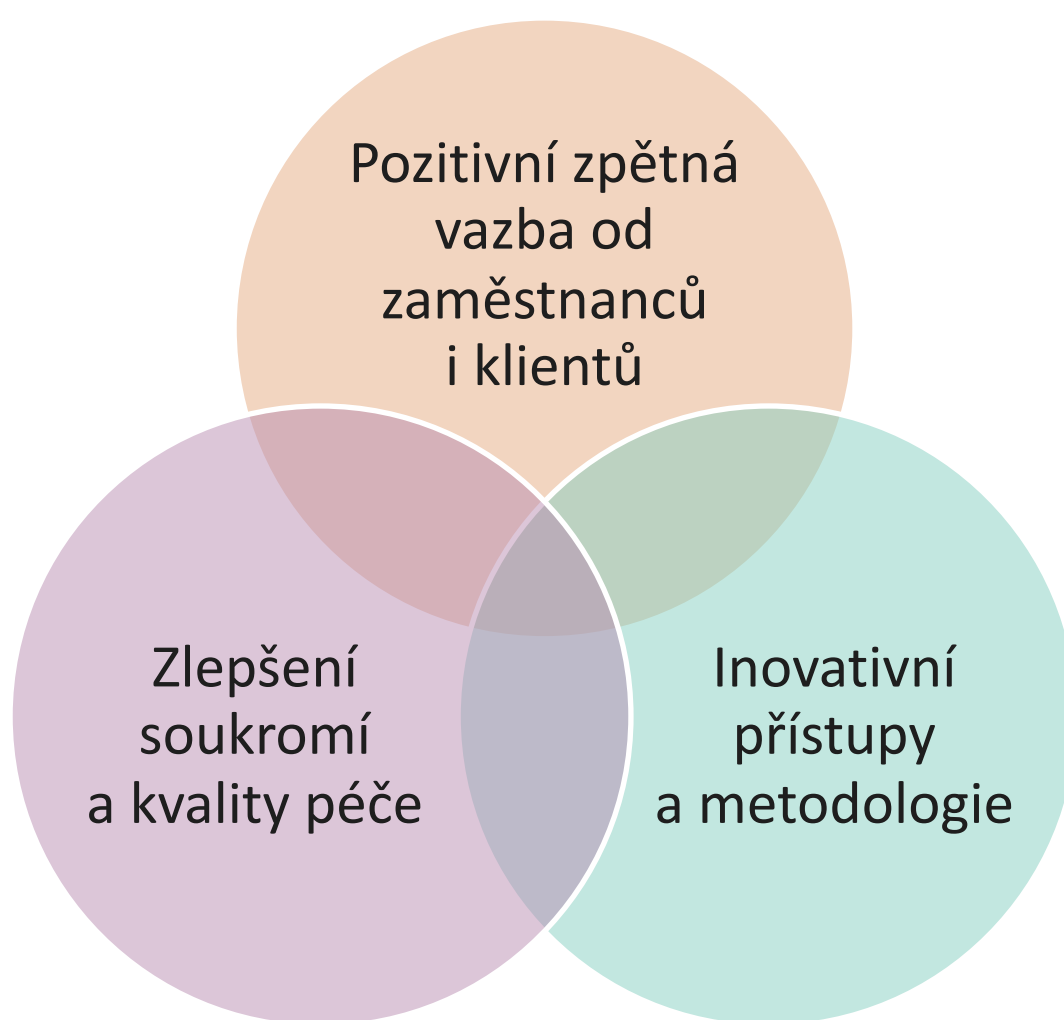 Pozitivní zpětná
vazba od
zaměstnanců
i klientů
Zlepšení
soukromí
a kvality péče
Inovativní
přístupy
a metodologie